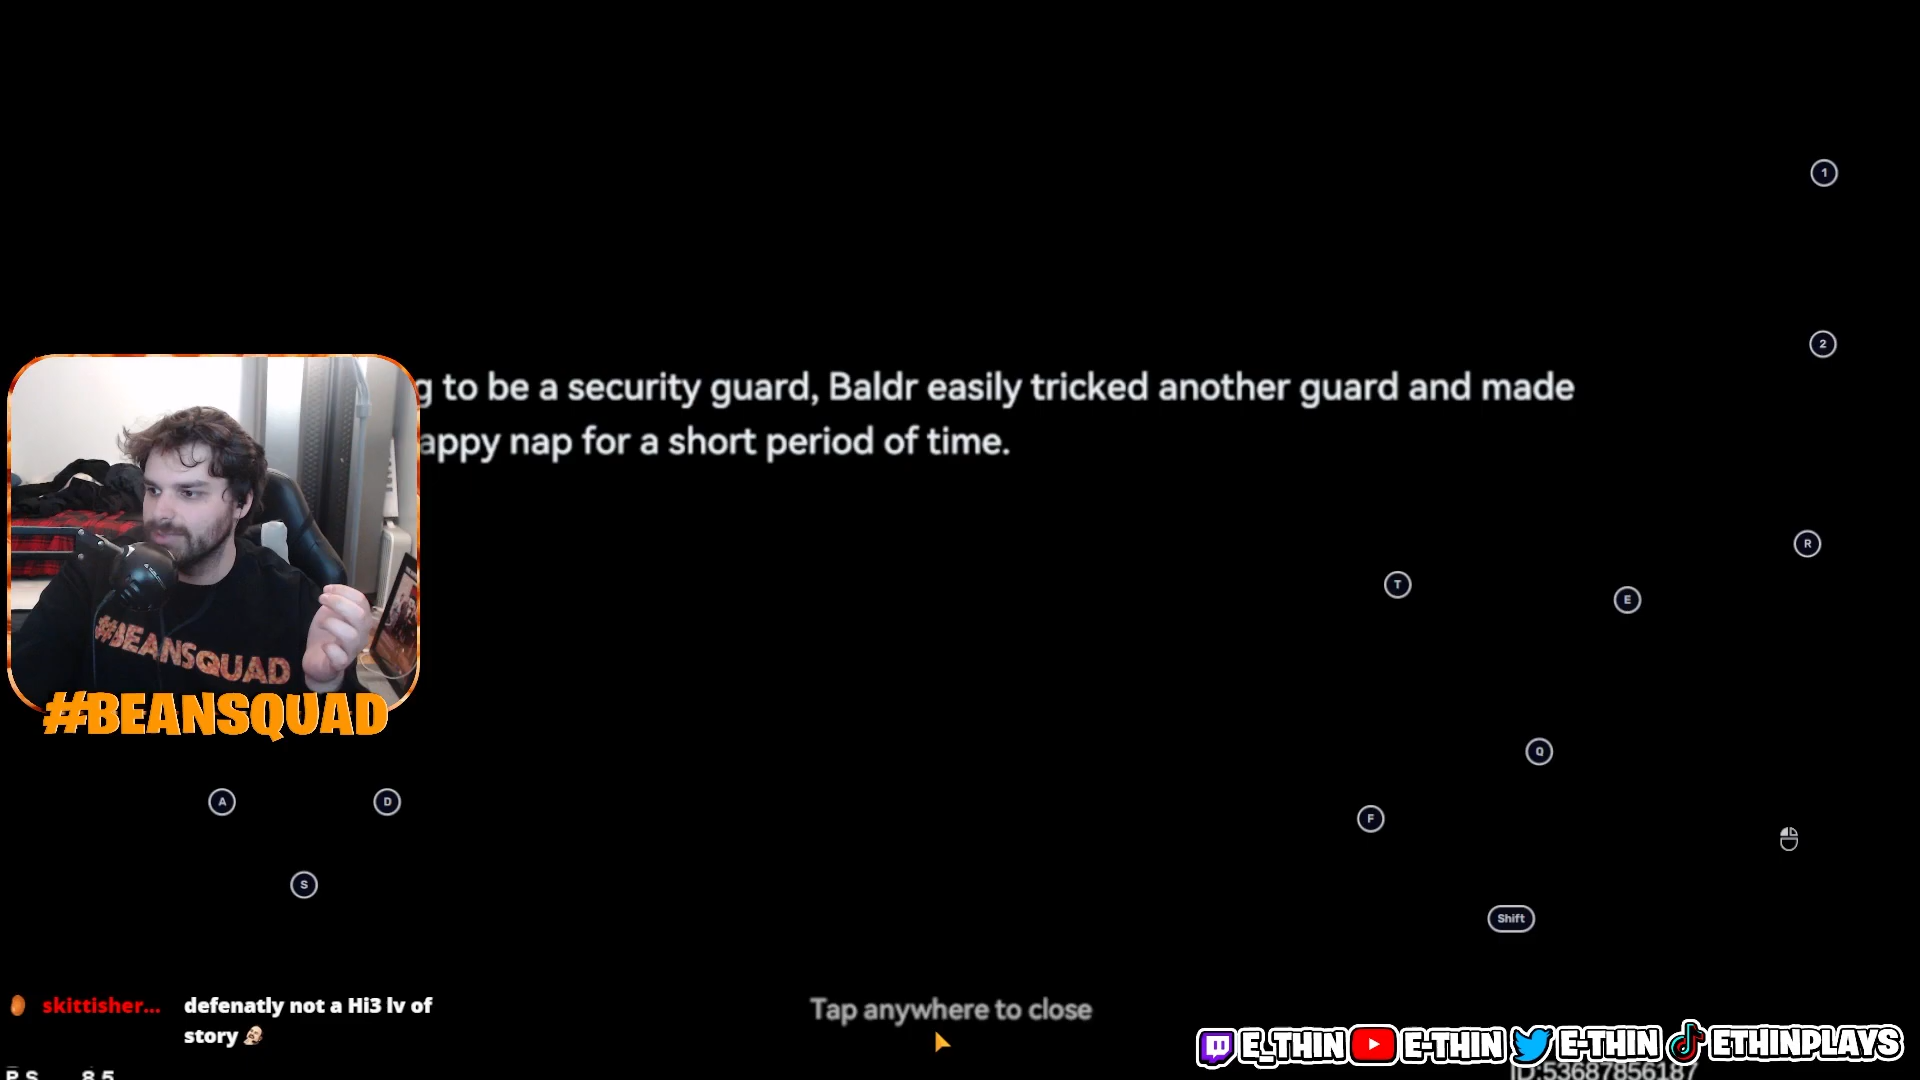 1
2
g to be a security guard, Baldr easily tricked another guard and made
appy nap for a short period of time.
R
T
E
#BEANSQUAD
#BEANSQUAD
Q
A
D
F
S
Shift
skittisher... defenatly not a Hi3 lv of
story
Tap anywhere to close
E_THIN E-THIN E-THIN ETHINPLAYS
ID:53687856187